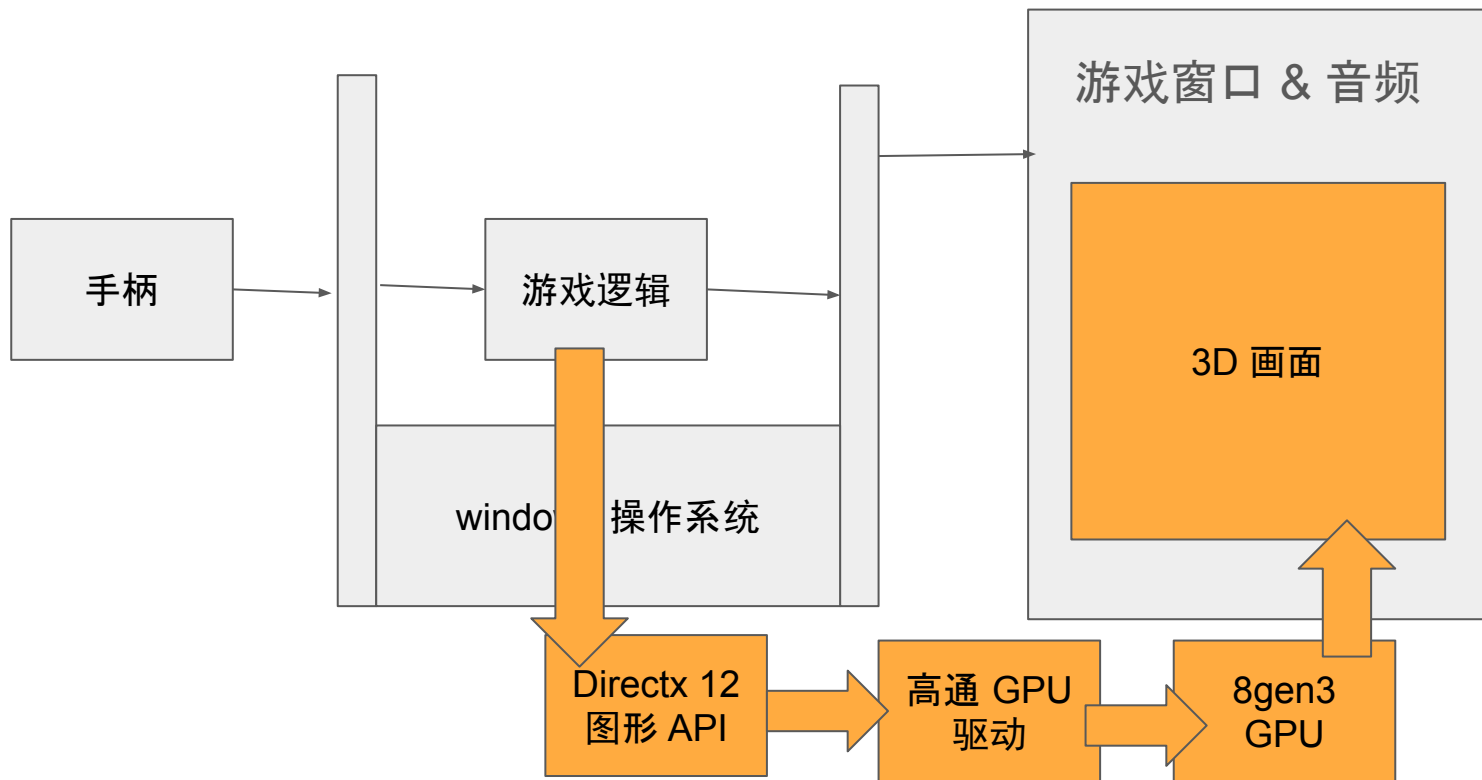 游戏窗口 & 音频
手柄
游戏逻辑
3D 画面
操作系统
Directx 12
图形 API
高通 GPU
驱动
8gen3
GPU